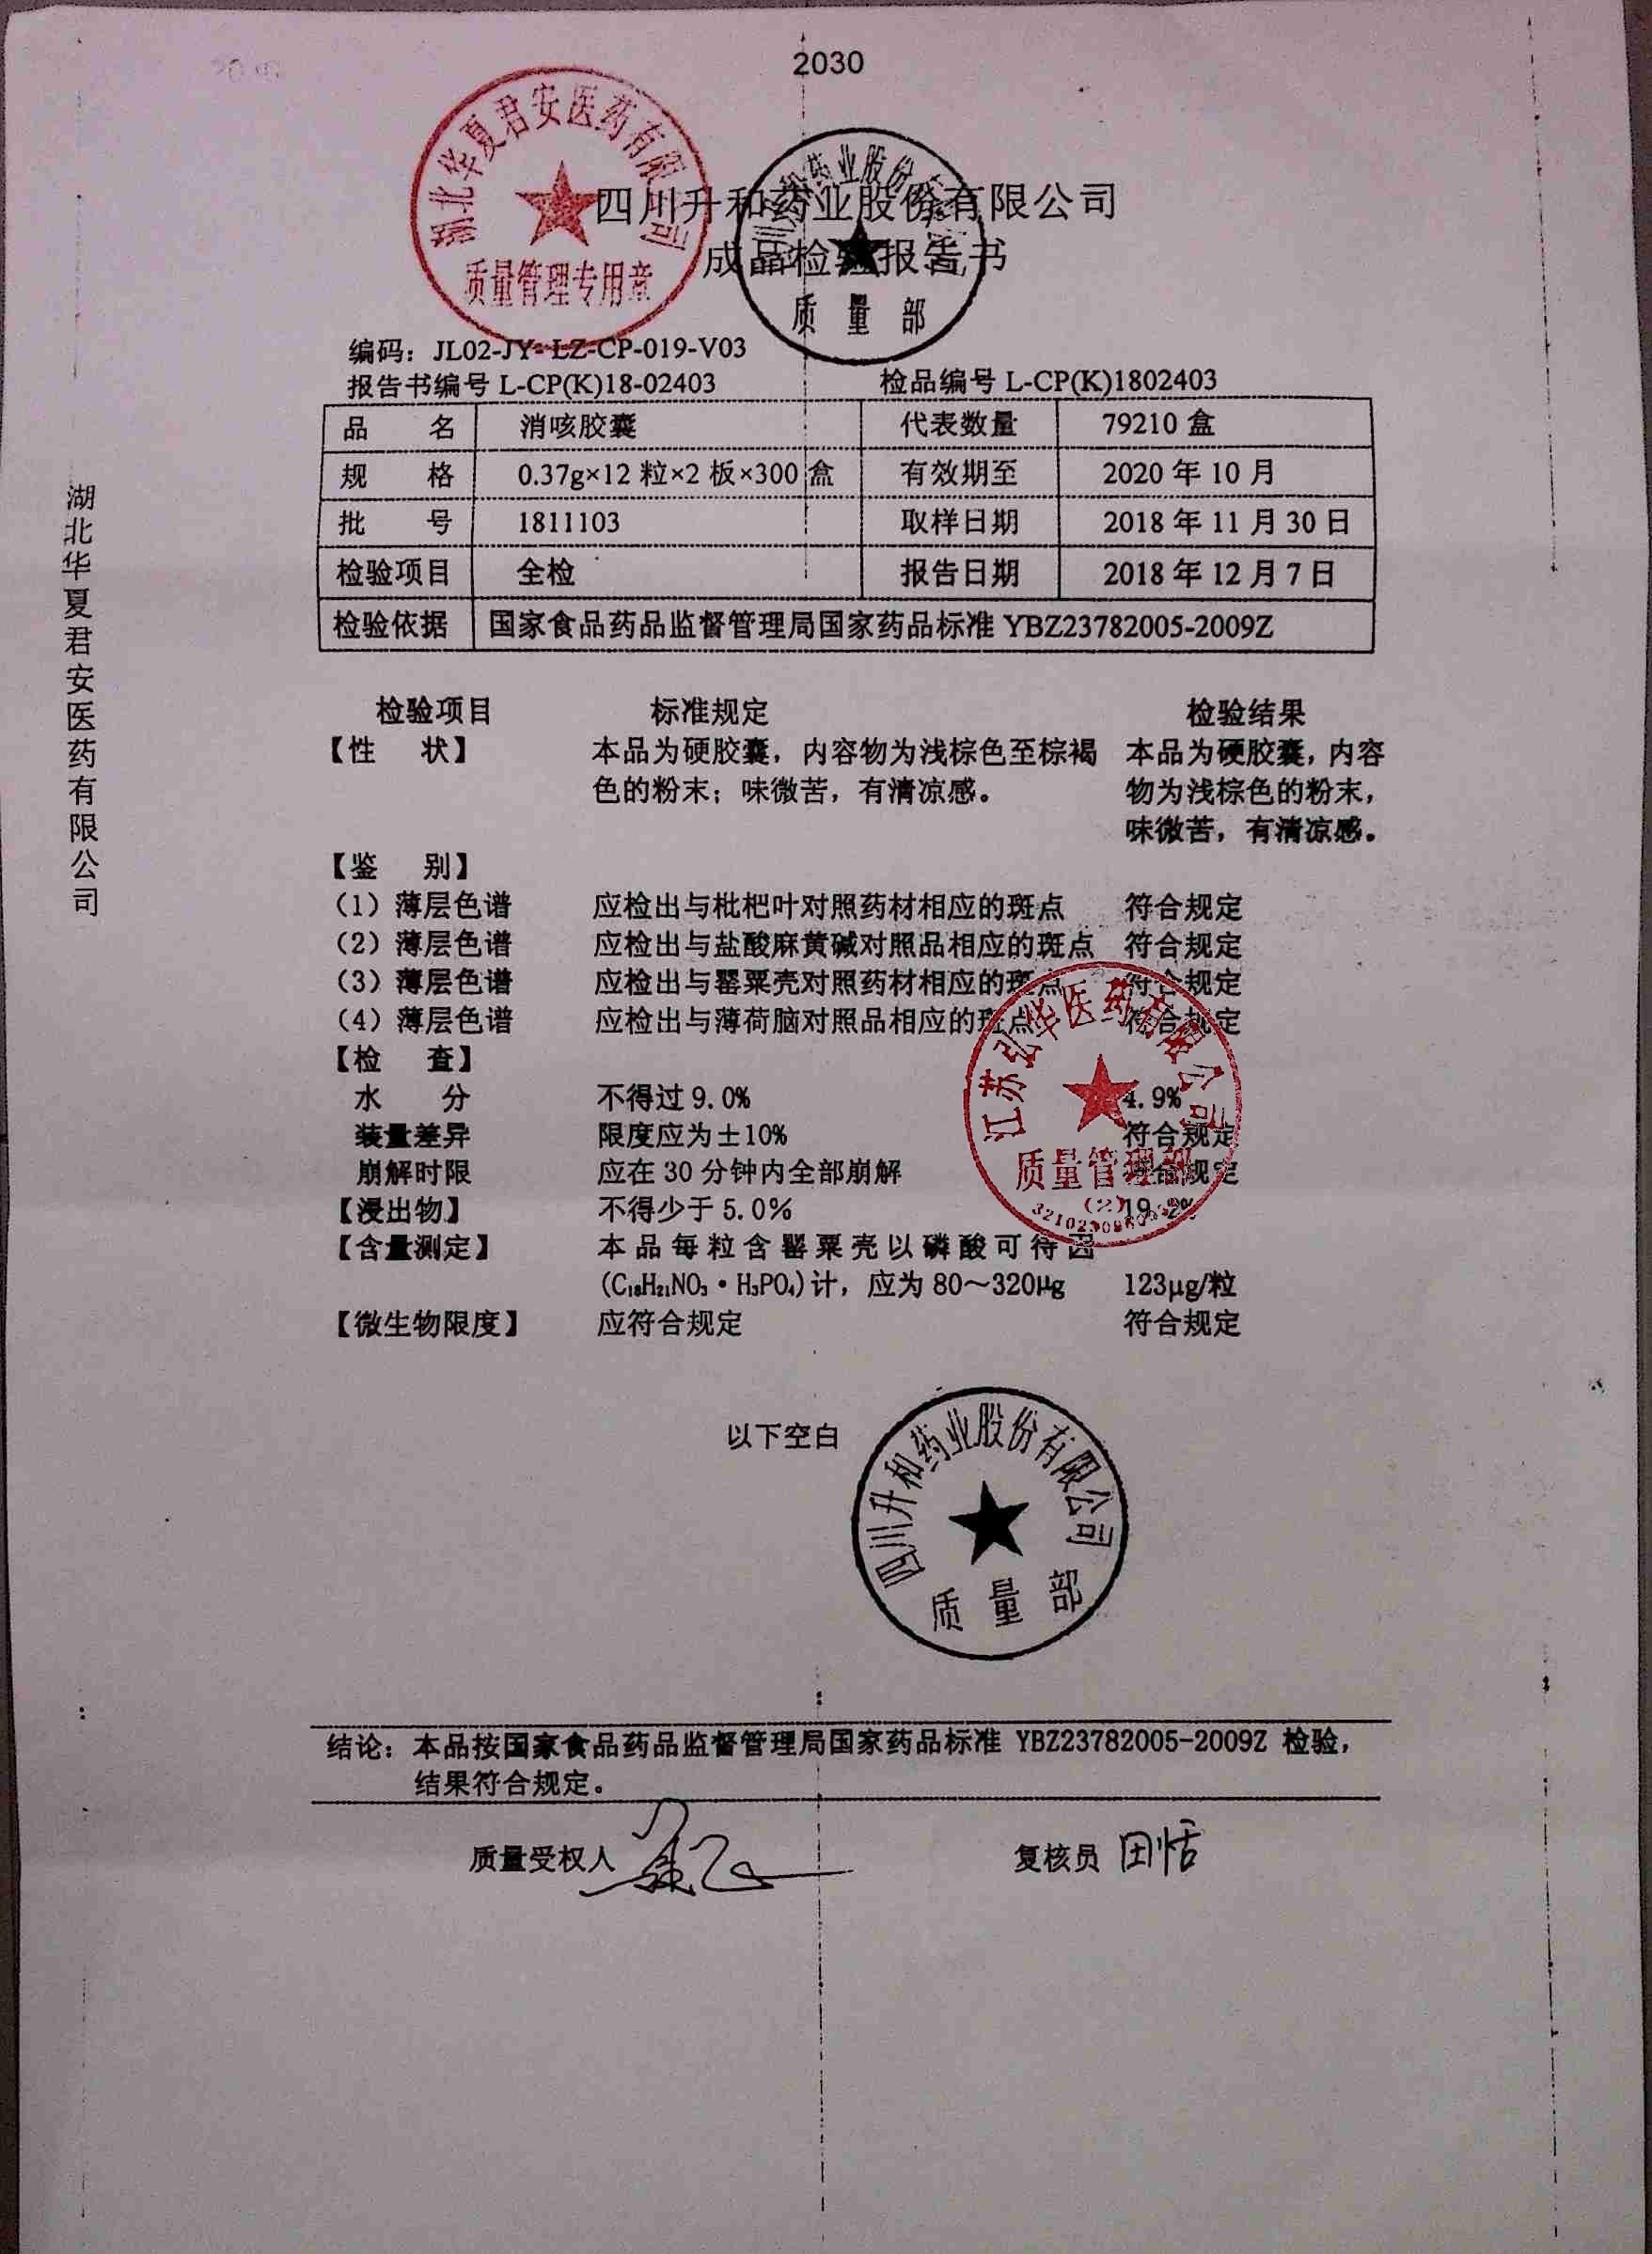 2030
湖北华夏君安医药有限公司
质量管理专用章
四川升和药业股份有限公司
成品检验报告书
质量部
编码：JL02-JY-LZ-CP-019-V03
报告书编号 L-CP(K)18-02403 检品编号 L-CP(K)1802403
品名 消咳胶囊 代表数量 79210 盒
规格 0.37g×12 粒×2 板×300 盒 有效期至 2020 年 10 月
批号 1811103 取样日期 2018 年 11 月 30 日
检验项目 全检 报告日期 2018 年 12 月 7 日
检验依据 国家食品药品监督管理局国家药品标准 YBZ23782005-2009Z
湖北华夏君安医药有限公司
检验项目 标准规定 检验结果
【性状】 本品为硬胶囊，内容物为浅棕色至棕褐 本品为硬胶囊，内容
色的粉末；味微苦，有清凉感。 物为浅棕色的粉末，
味微苦，有清凉感。
【鉴别】
（1）薄层色谱 应检出与枇杷叶对照药材相应的斑点 符合规定
（2）薄层色谱 应检出与盐酸麻黄碱对照品相应的斑点 符合规定
（3）薄层色谱 应检出与罂粟壳对照药材相应的斑点 符合规定
（4）薄层色谱 应检出与薄荷脑对照品相应的斑点 符合规定
【检查】
水分 不得过 9.0% 4.9%
装量差异 限度应为±10% 符合规定
崩解时限 应在 30 分钟内全部崩解 符合规定
【浸出物】 不得少于 5.0% 19.2%
【含量测定】 本品每粒含罂粟壳以磷酸可待因
(C₁₈H₂₁NO₃·H₃PO₄)计，应为 80～320μg 123μg/粒
【微生物限度】 应符合规定 符合规定
江苏弘华医药有限公司
质量管理部
(2)
以下空白
四川升和药业股份有限公司
质量部
结论：本品按国家食品药品监督管理局国家药品标准 YBZ23782005-2009Z 检验，
结果符合规定。
质量受权人 复核员 田恬